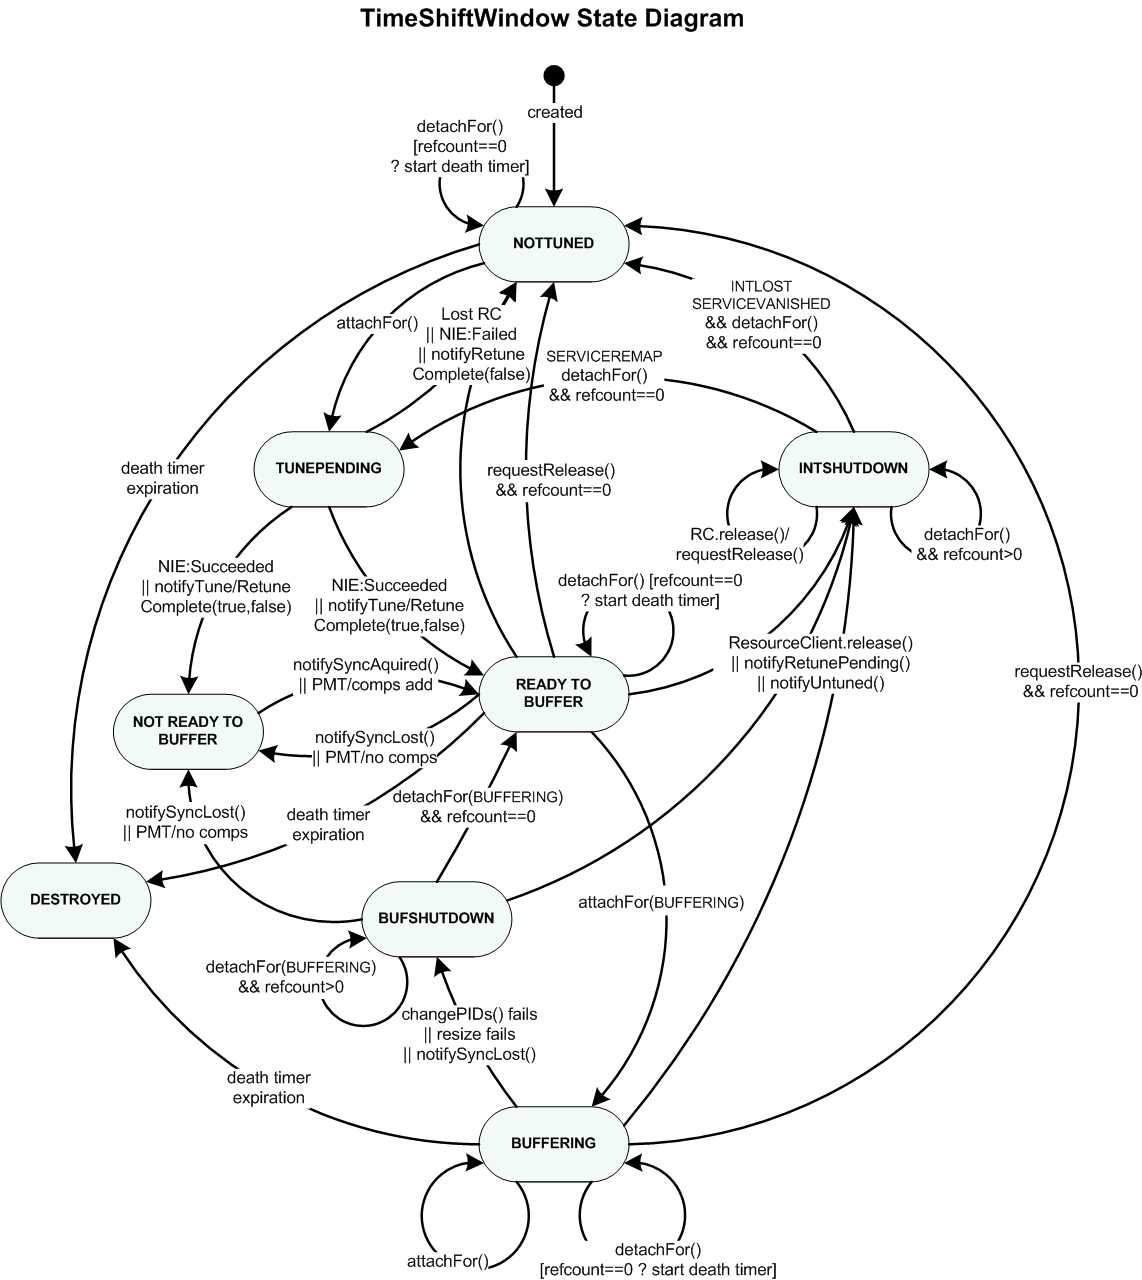 TimeShiftWindow State Diagram
created
detachFor()
[refcount==0
? start death timer]
NOTTUNED
INTLOST
SERVICEVANISHED
&& detachFor()
&& refcount==0
attachFor()
Lost RC
|| NIE:Failed
|| notifyRetune
Complete(false)
SERVICEREMAP
detachFor()
&& refcount==0
TUNEPENDING
INTSHUTDOWN
death timer
expiration
requestRelease()
&& refcount==0
RC.release()/
requestRelease()
detachFor()
&& refcount>0
NIE:Succeeded
|| notifyTune/Retune
Complete(true,false)
NIE:Succeeded
|| notifyTune/Retune
Complete(true,false)
detachFor() [refcount==0
? start death timer]
ResourceClient.release()
|| notifyRetunePending()
|| notifyUntuned()
requestRelease()
&& refcount==0
notifySyncAquired()
|| PMT/comps add
READY TO
BUFFER
NOT READY TO
BUFFER
notifySyncLost()
|| PMT/no comps
detachFor(BUFFERING)
&& refcount==0
notifySyncLost()
|| PMT/no comps
death timer
expiration
DESTROYED
BUFSHUTDOWN
attachFor(BUFFERING)
detachFor(BUFFERING)
&& refcount>0
changePIDs() fails
|| resize fails
|| notifySyncLost()
death timer
expiration
BUFFERING
attachFor()
detachFor()
[refcount==0 ? start death timer]